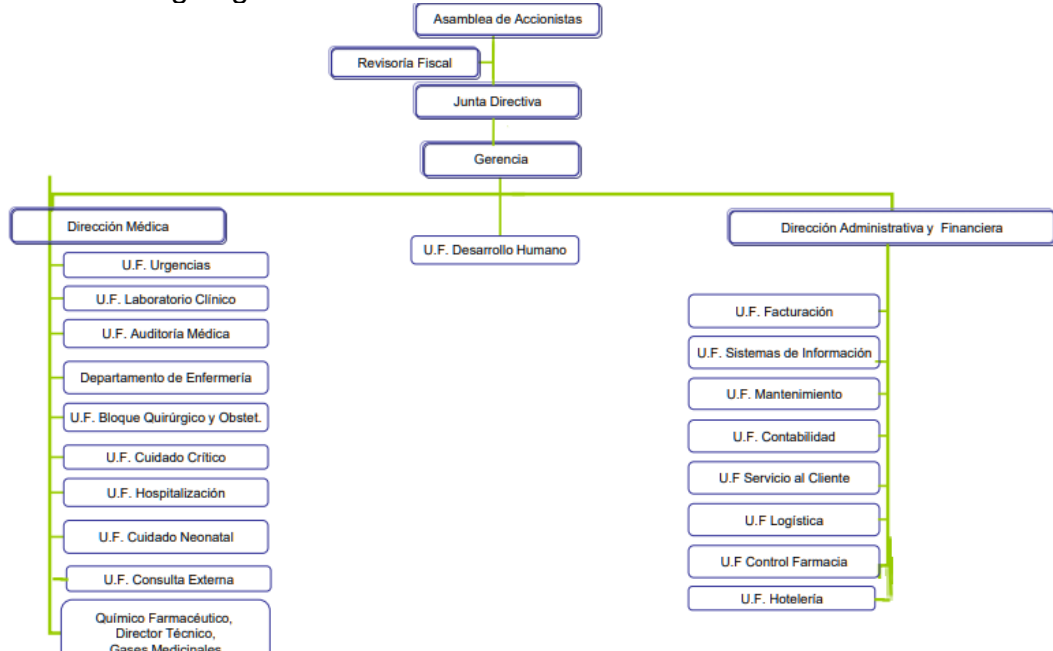 Asamblea de Accionistas
Revisoría Fiscal
Junta Directiva
Gerencia
Dirección Médica
U.F. Urgencias
U.F. Laboratorio Clínico
U.F. Auditoría Médica
Departamento de Enfermería
U.F. Bloque Quirúrgico y Obstet.
U.F. Cuidado Crítico
U.F. Hospitalización
U.F. Cuidado Neonatal
U.F. Consulta Externa
Químico Farmacéutico,
Director Técnico,
Gases Medicinales
U.F. Desarrollo Humano
Dirección Administrativa y Financiera
U.F. Facturación
U.F. Sistemas de Información
U.F. Mantenimiento
U.F. Contabilidad
U.F Servicio al Cliente
U.F Logística
U.F Control Farmacia
U.F. Hotelería